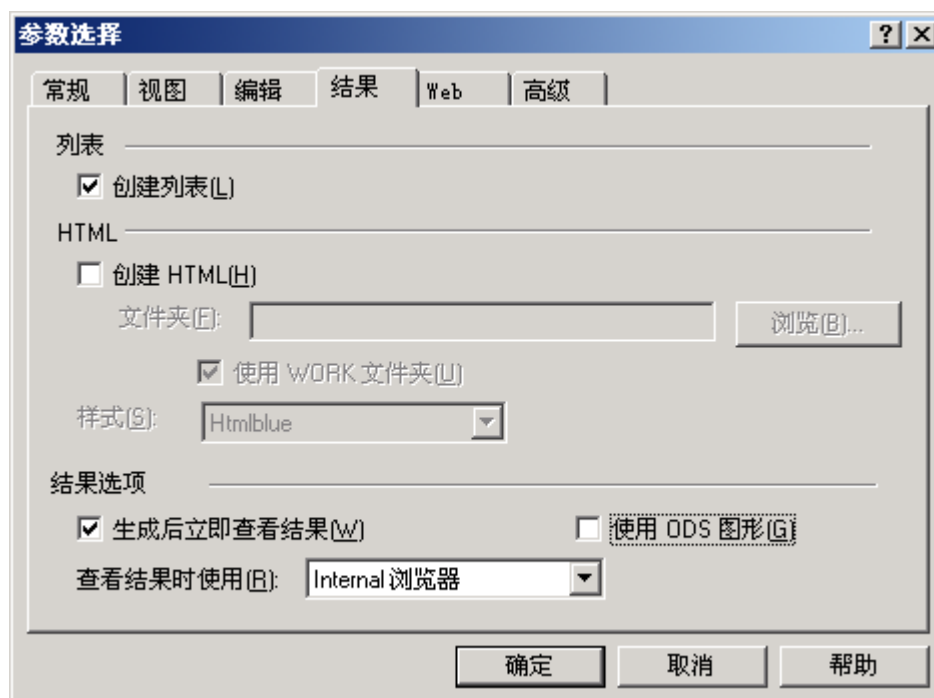 参数选择
常规 视图 编辑 结果 Web 高级
列表
创建列表(L)
HTML
创建 HTML(H)
文件夹(F): 浏览(B)...
使用 WORK 文件夹(U)
样式(S): Htmlblue
结果选项
生成后立即查看结果(W) 使用 ODS 图形(G)
查看结果时使用(R): Internal 浏览器
确定 取消 帮助